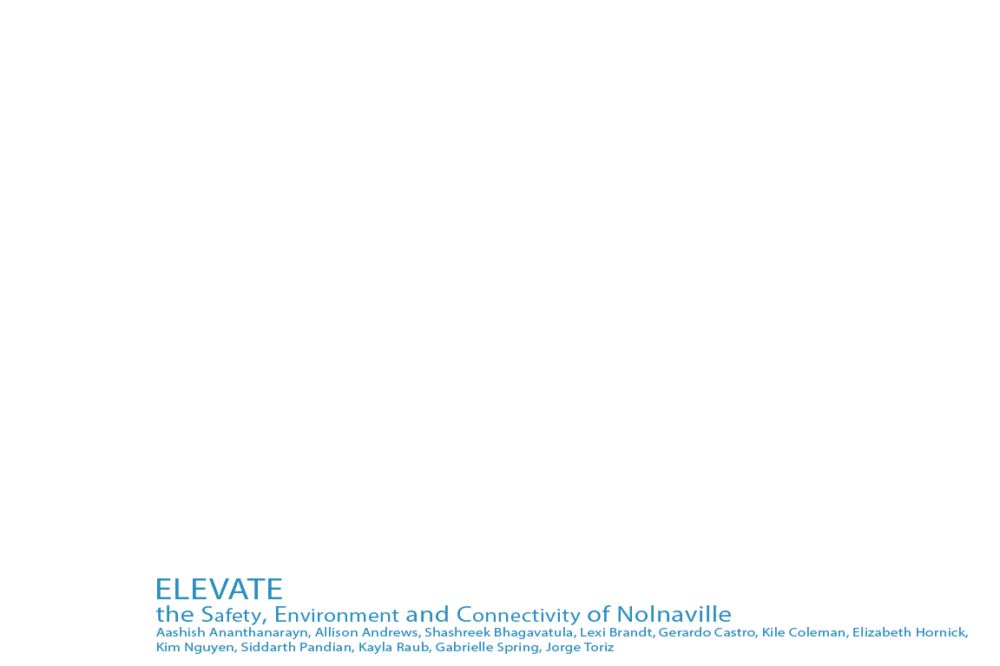 ELEVATE
the Safety, Environment and Connectivity of Nolnaville
Aashish Ananthanarayn, Allison Andrews, Shashreek Bhagavatula, Lexi Brandt, Gerardo Castro, Kile Coleman, Elizabeth Hornick,
Kim Nguyen, Siddarth Pandian, Kayla Raub, Gabrielle Spring, Jorge Toriz